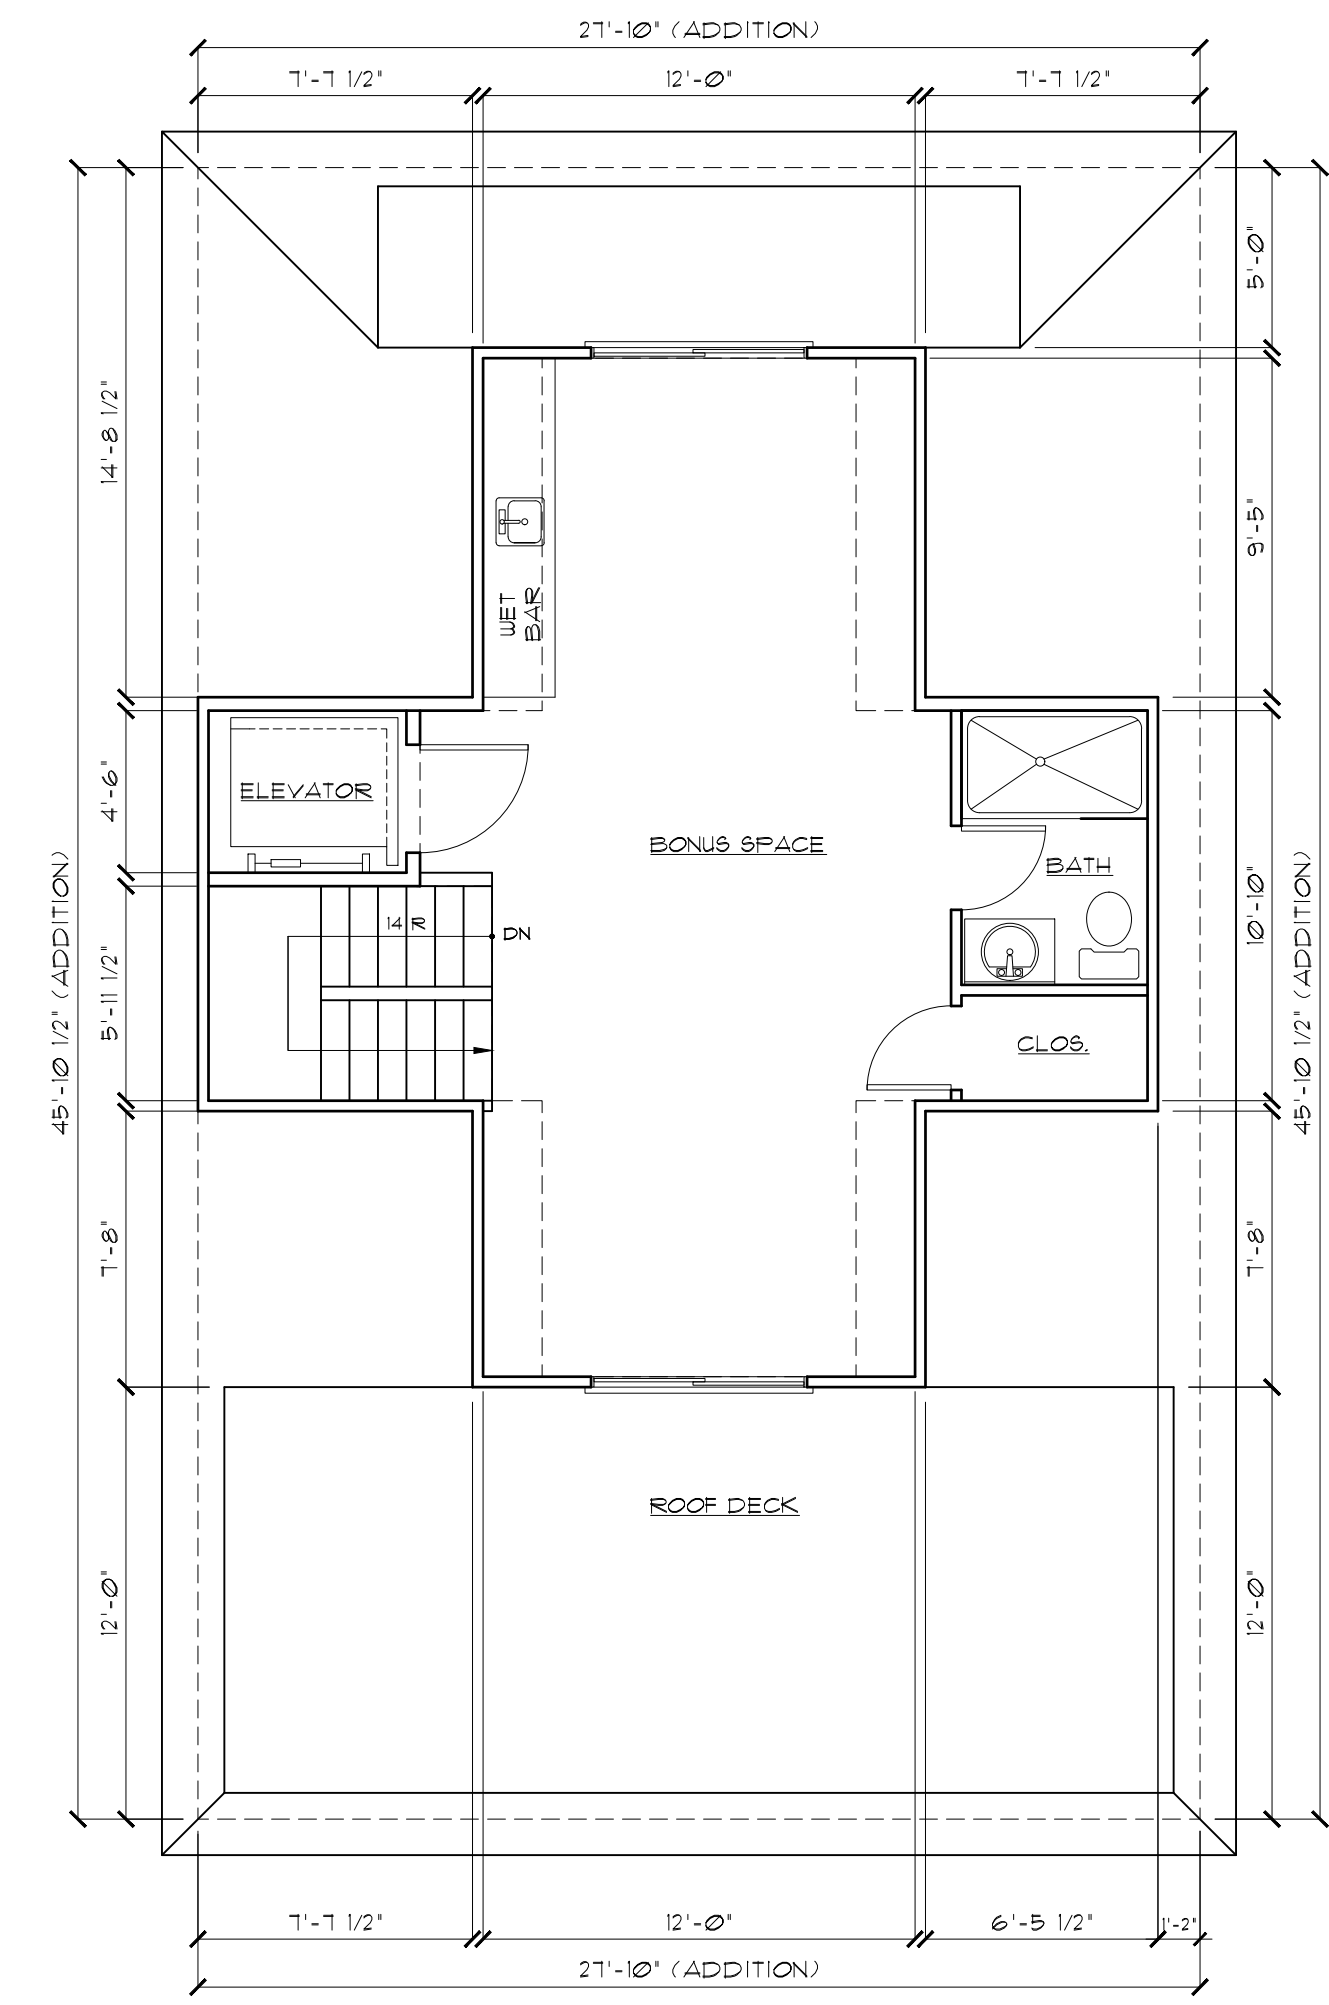 27'-10" (ADDITION)
7'-7 1/2"
12'-0"
7'-7 1/2"
5'-0"
14'-8 1/2"
9'-5"
WET
BAR
4'-6"
ELEVATOR
BONUS SPACE
BATH
14 R
DN
10'-10"
45'-10 1/2" (ADDITION)
5'-11 1/2"
45'-10 1/2" (ADDITION)
CLOS.
7'-8"
7'-8"
ROOF DECK
12'-0"
12'-0"
7'-7 1/2"
12'-0"
6'-5 1/2"
1'-2"
27'-10" (ADDITION)